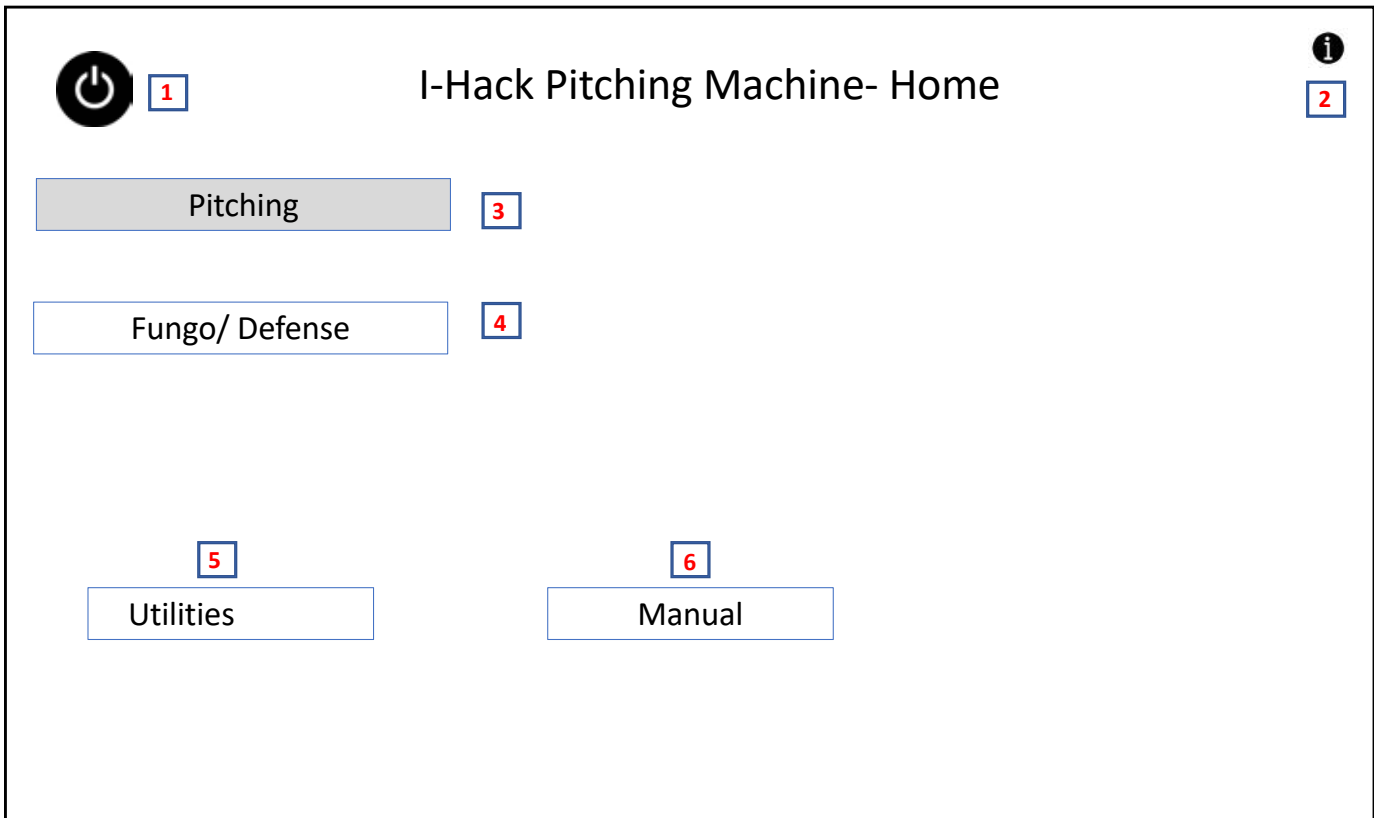 I-Hack Pitching Machine- Home
1
2
Pitching
3
Fungo/ Defense
4
5
6
Utilities
Manual